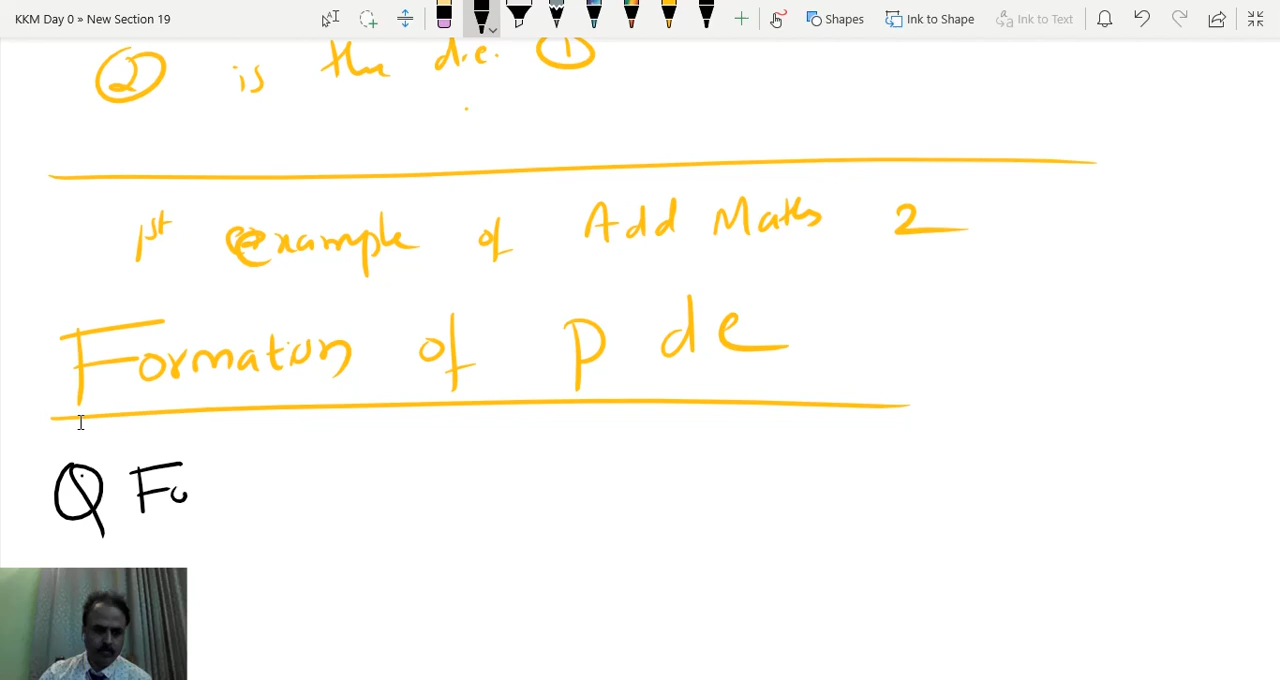 KKM Day 0 » New Section 19
Shapes
Ink to Shape
Ink to Text
② is the d.e. ①
1st example of Add Maths 2
Formation of p de
Q Fo